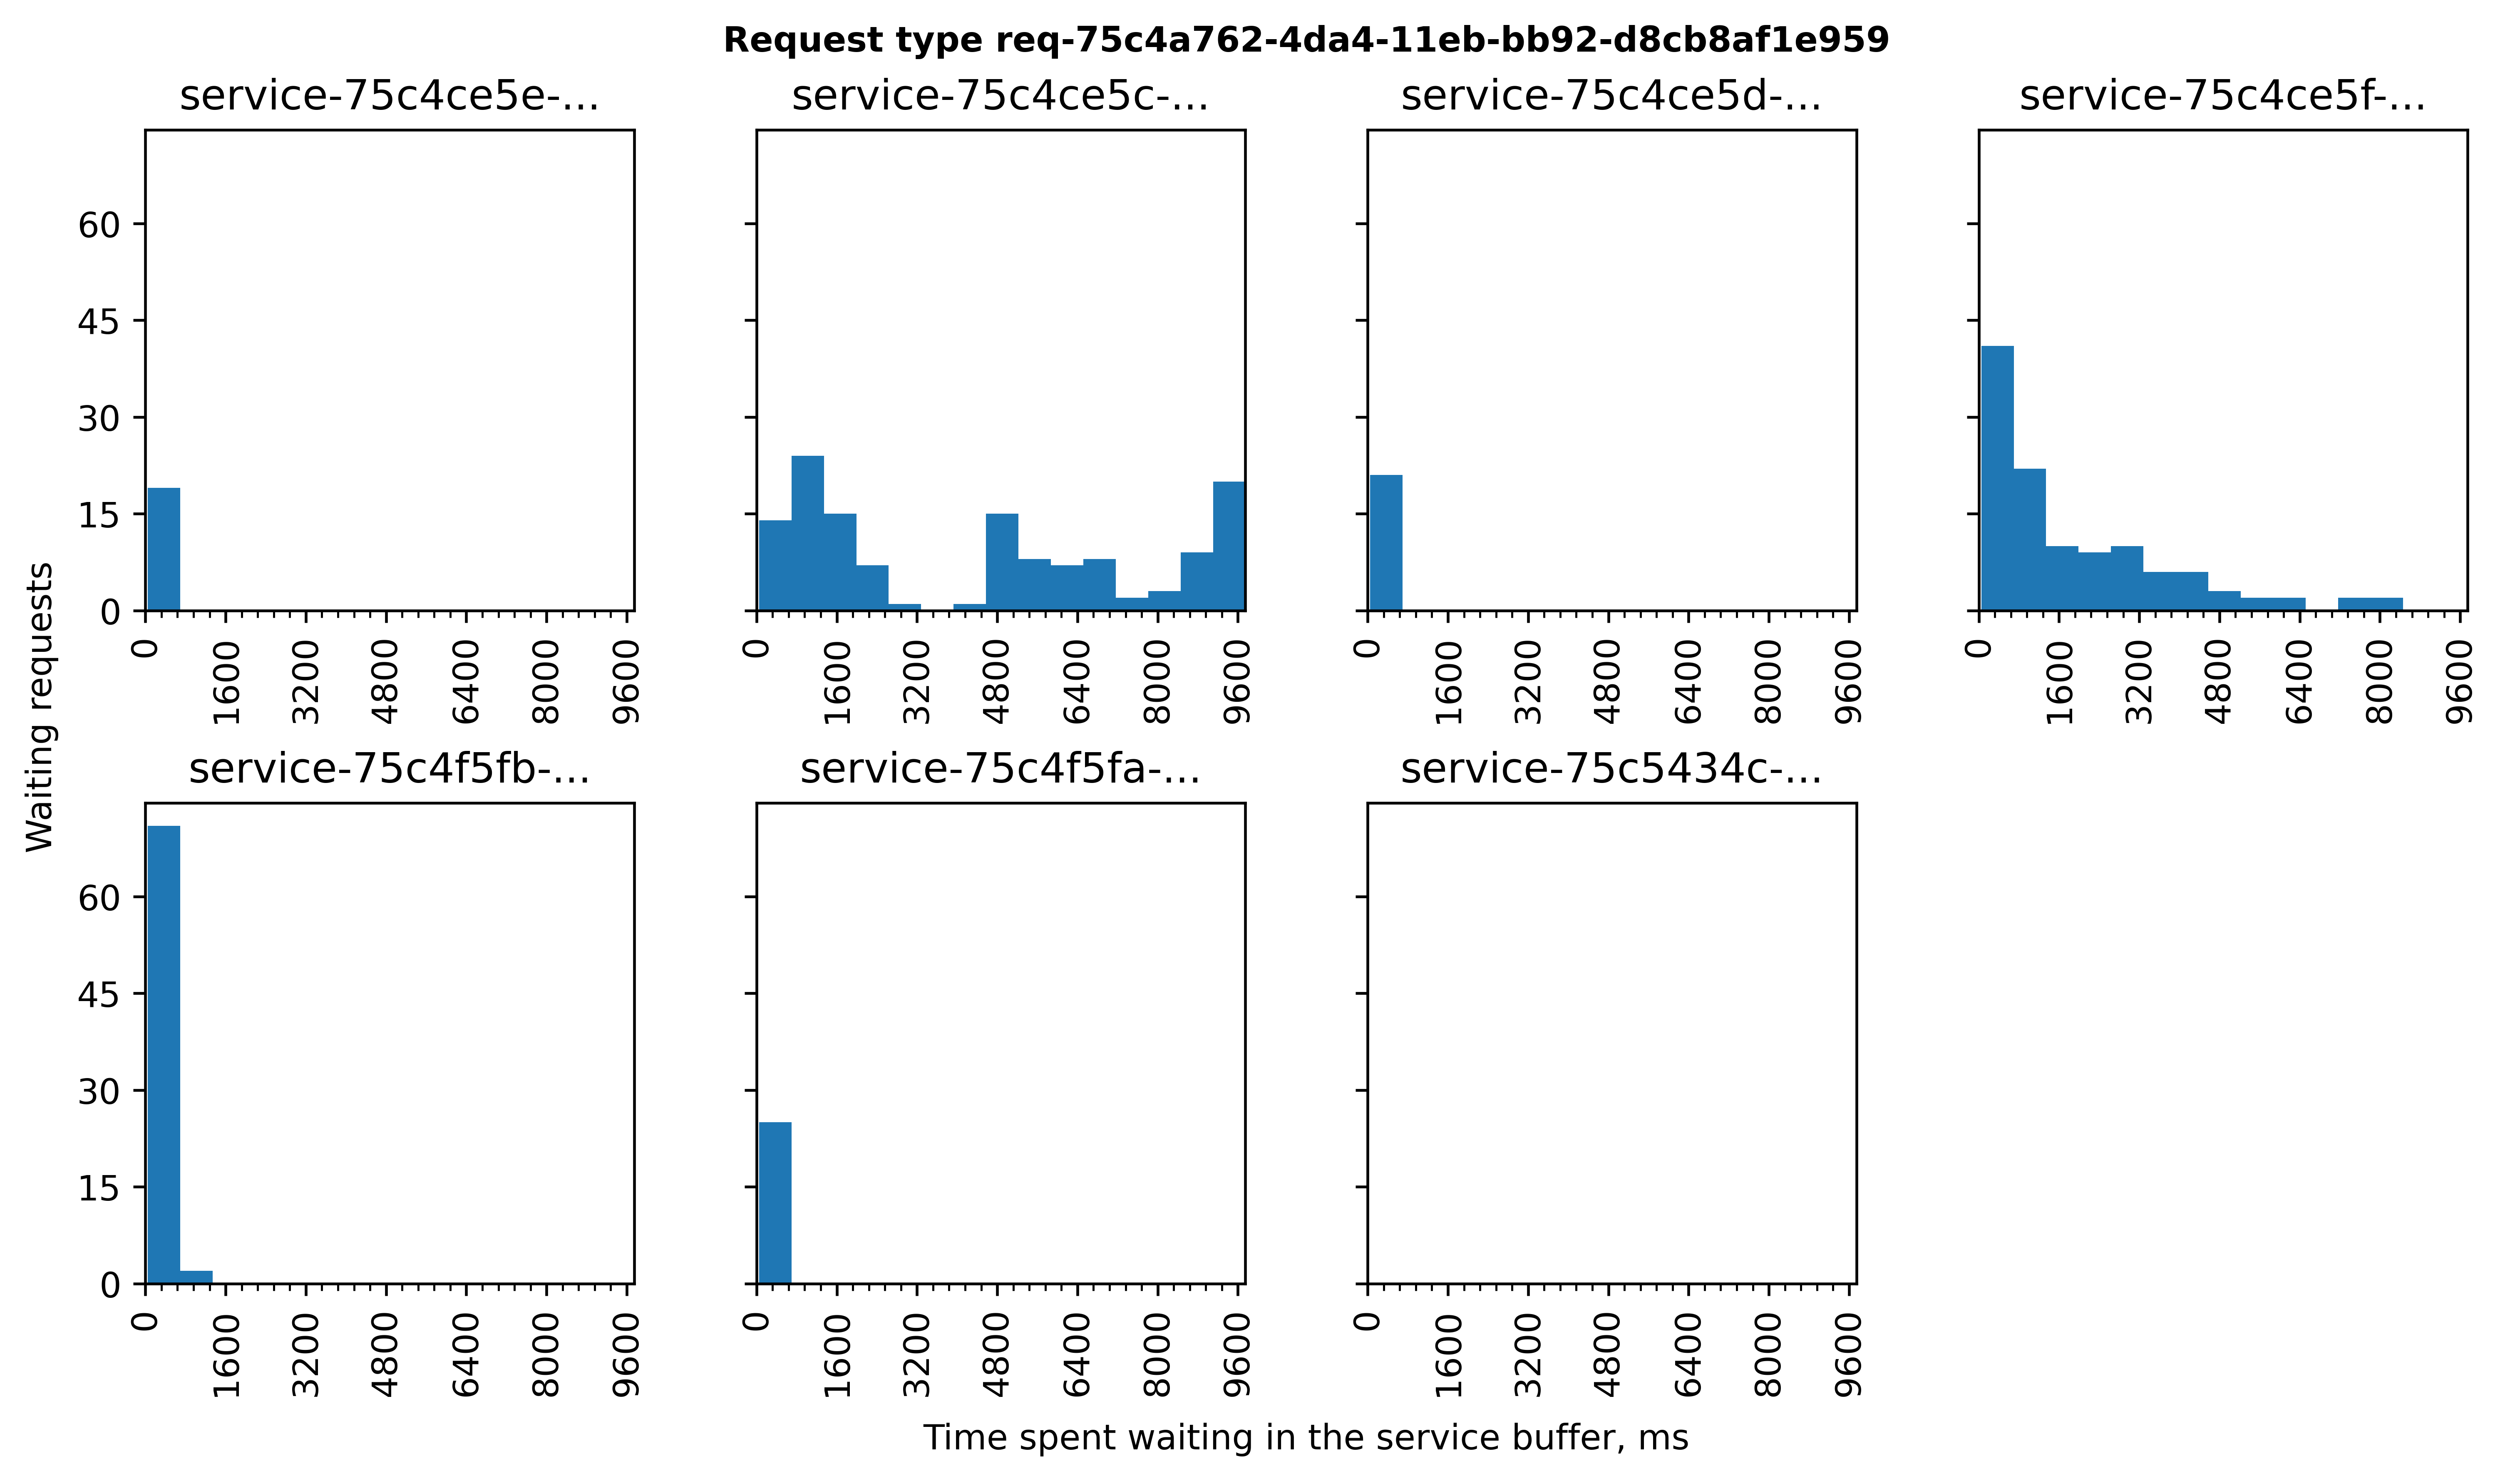 Request type req-75c4a762-4da4-11eb-bb92-d8cb8af1e959
service-75c4ce5e-...
service-75c4ce5c-...
service-75c4ce5d-...
service-75c4ce5f-...
60
45
30
15
0
0 1600 3200 4800 6400 8000 9600
0 1600 3200 4800 6400 8000 9600
0 1600 3200 4800 6400 8000 9600
0 1600 3200 4800 6400 8000 9600
Waiting requests
service-75c4f5fb-...
service-75c4f5fa-...
service-75c5434c-...
60
45
30
15
0
0 1600 3200 4800 6400 8000 9600
0 1600 3200 4800 6400 8000 9600
0 1600 3200 4800 6400 8000 9600
Time spent waiting in the service buffer, ms